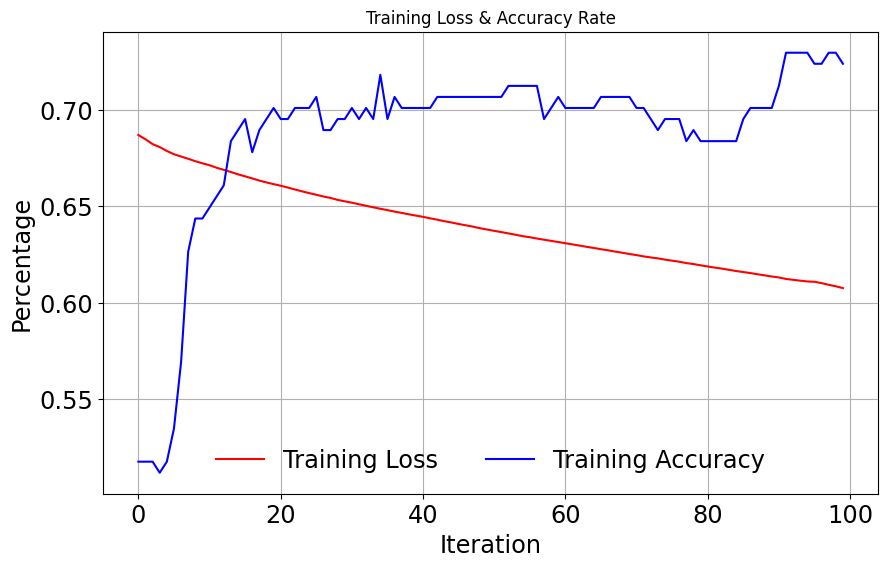 Training Loss & Accuracy Rate
Percentage
0.70
0.65
0.60
0.55
Training Loss
Training Accuracy
0
20
40
60
80
100
Iteration